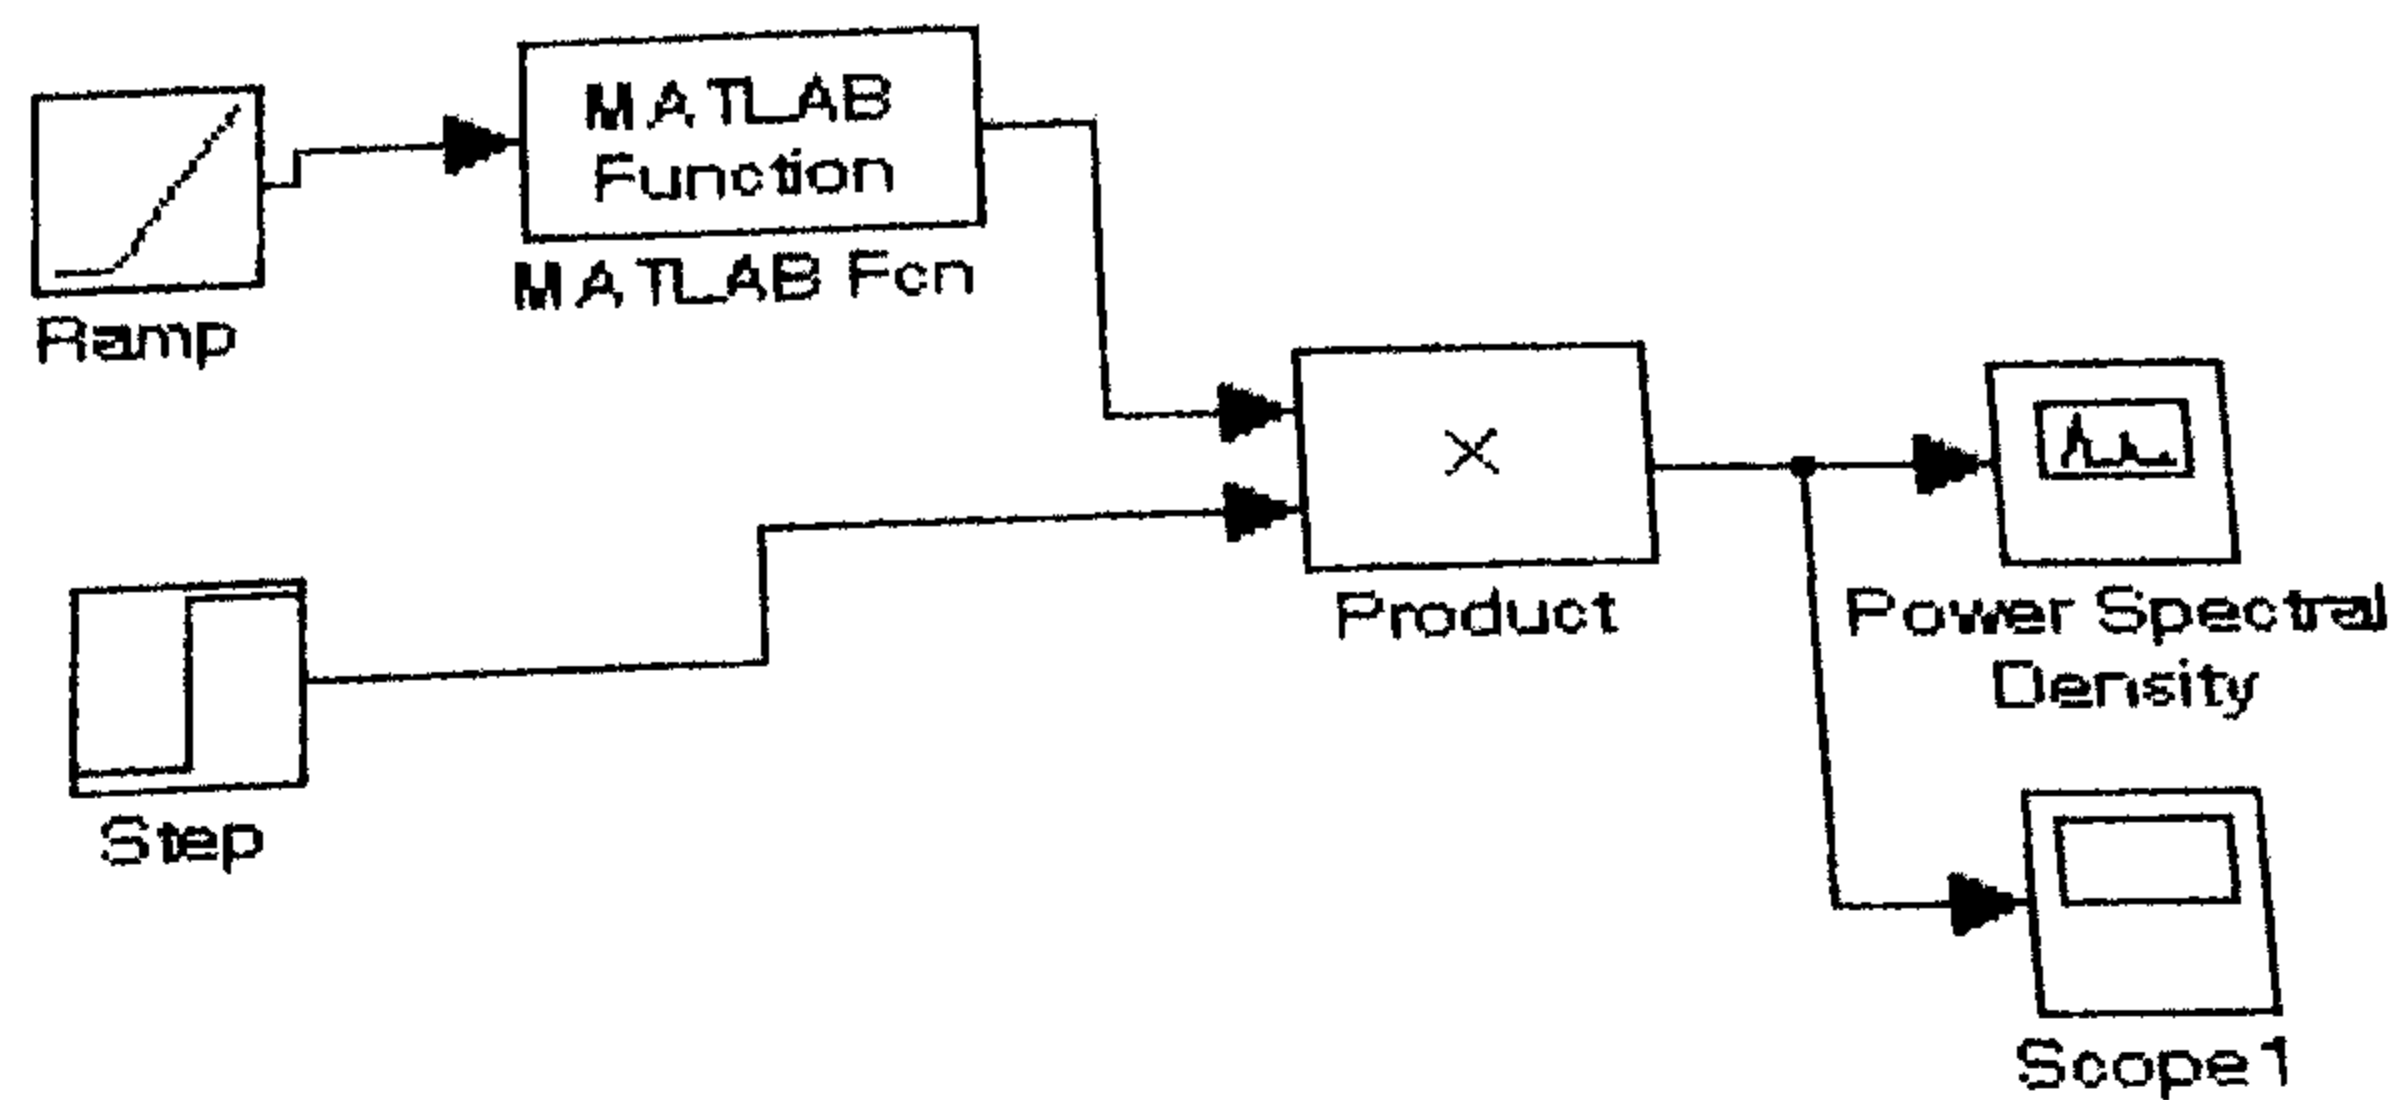 MATLAB
Function
MATLAB Fcn
Ramp
Product
Power Spectral
Density
Step
Scope1